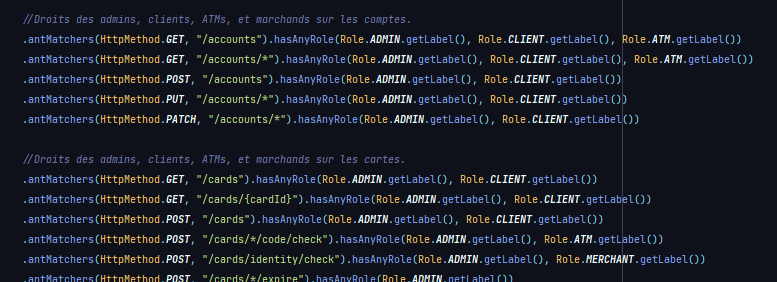 //Droits des admins, clients, ATMs, et marchands sur les comptes.
.antMatchers(HttpMethod.GET, "/accounts").hasAnyRole(Role.ADMIN.getLabel(), Role.CLIENT.getLabel(), Role.ATM.getLabel())
.antMatchers(HttpMethod.GET, "/accounts/*").hasAnyRole(Role.ADMIN.getLabel(), Role.CLIENT.getLabel(), Role.ATM.getLabel())
.antMatchers(HttpMethod.POST, "/accounts").hasAnyRole(Role.ADMIN.getLabel(), Role.CLIENT.getLabel())
.antMatchers(HttpMethod.PUT, "/accounts/*").hasAnyRole(Role.ADMIN.getLabel(), Role.CLIENT.getLabel())
.antMatchers(HttpMethod.PATCH, "/accounts/*").hasAnyRole(Role.ADMIN.getLabel(), Role.CLIENT.getLabel())
//Droits des admins, clients, ATMs, et marchands sur les cartes.
.antMatchers(HttpMethod.GET, "/cards").hasAnyRole(Role.ADMIN.getLabel(), Role.CLIENT.getLabel())
.antMatchers(HttpMethod.GET, "/cards/{cardId}").hasAnyRole(Role.ADMIN.getLabel(), Role.CLIENT.getLabel())
.antMatchers(HttpMethod.POST, "/cards").hasAnyRole(Role.ADMIN.getLabel(), Role.CLIENT.getLabel())
.antMatchers(HttpMethod.POST, "/cards/*/code/check").hasAnyRole(Role.ADMIN.getLabel(), Role.ATM.getLabel())
.antMatchers(HttpMethod.POST, "/cards/identity/check").hasAnyRole(Role.ADMIN.getLabel(), Role.MERCHANT.getLabel())
.antMatchers(HttpMethod.POST, "/cards/*/expire").hasAnyRole(Role.ADMIN.getLabel())